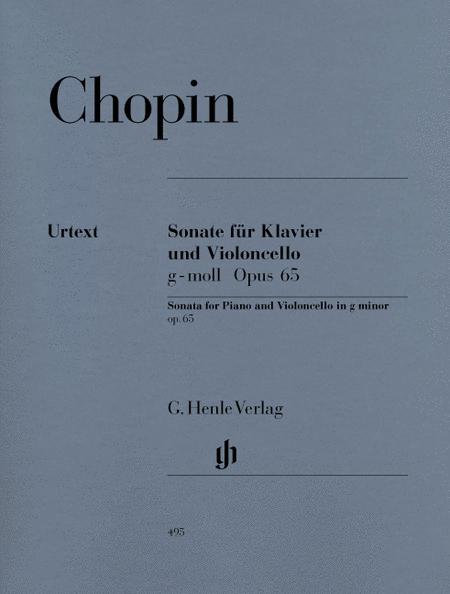 Chopin
Urtext
Sonate für Klavier
und Violoncello
g-moll Opus 65
Sonata for Piano and Violoncello in g minor
op. 65
G. Henle Verlag
495